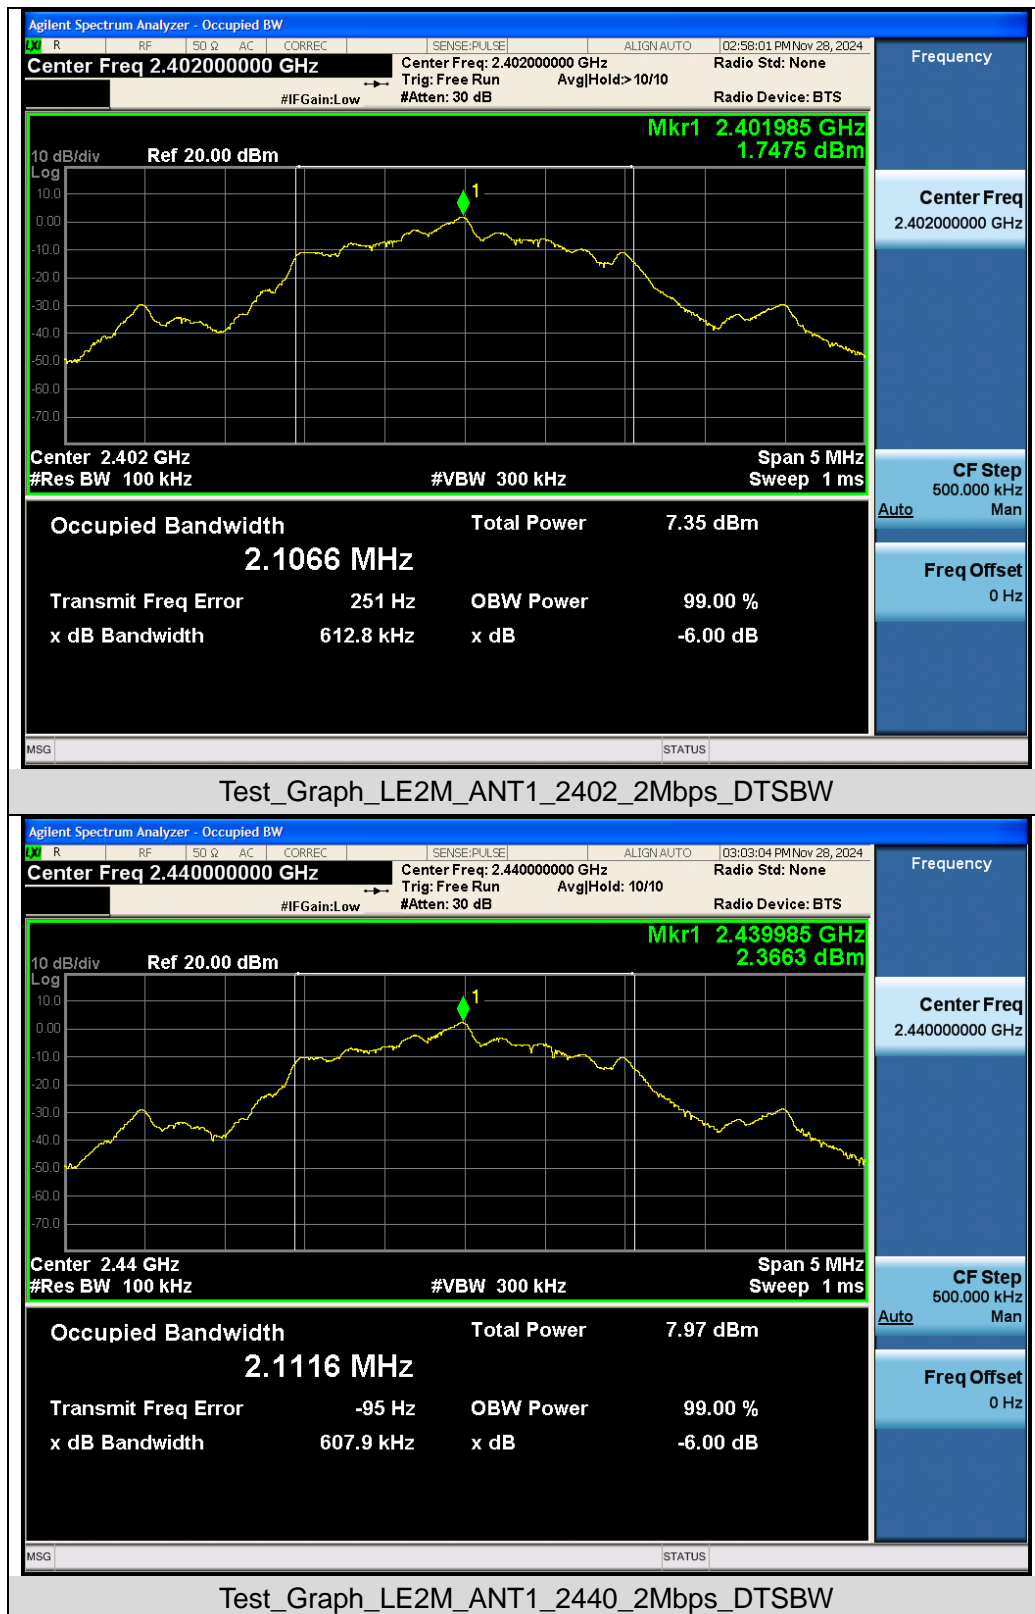 Agilent Spectrum Analyzer - Occupied BW
LXI R RF 50 Ω AC CORREC SENSE:PULSE ALIGN AUTO 02:58:01 PM Nov 28, 2024
Center Freq 2.402000000 GHz
Center Freq: 2.402000000 GHz Radio Std: None
Trig: Free Run Avg|Hold:> 10/10
#IFGain:Low #Atten: 30 dB Radio Device: BTS
Frequency
Mkr1 2.401985 GHz
1.7475 dBm
10 dB/div Ref 20.00 dBm
Log
10.0
0.00
-10.0
-20.0
-30.0
-40.0
-50.0
-60.0
-70.0
1
Center 2.402 GHz Span 5 MHz
#Res BW 100 kHz #VBW 300 kHz Sweep 1 ms
Center Freq
2.402000000 GHz
CF Step
500.000 kHz
Auto Man
Freq Offset
0 Hz
Occupied Bandwidth Total Power 7.35 dBm
2.1066 MHz
Transmit Freq Error 251 Hz OBW Power 99.00 %
x dB Bandwidth 612.8 kHz x dB -6.00 dB
MSG STATUS
Test_Graph_LE2M_ANT1_2402_2Mbps_DTSBW
Agilent Spectrum Analyzer - Occupied BW
LXI R RF 50 Ω AC CORREC SENSE:PULSE ALIGN AUTO 03:03:04 PM Nov 28, 2024
Center Freq 2.440000000 GHz
Center Freq: 2.440000000 GHz Radio Std: None
Trig: Free Run Avg|Hold: 10/10
#IFGain:Low #Atten: 30 dB Radio Device: BTS
Frequency
Mkr1 2.439985 GHz
2.3663 dBm
10 dB/div Ref 20.00 dBm
Log
10.0
0.00
-10.0
-20.0
-30.0
-40.0
-50.0
-60.0
-70.0
1
Center 2.44 GHz Span 5 MHz
#Res BW 100 kHz #VBW 300 kHz Sweep 1 ms
Center Freq
2.440000000 GHz
CF Step
500.000 kHz
Auto Man
Freq Offset
0 Hz
Occupied Bandwidth Total Power 7.97 dBm
2.1116 MHz
Transmit Freq Error -95 Hz OBW Power 99.00 %
x dB Bandwidth 607.9 kHz x dB -6.00 dB
MSG STATUS
Test_Graph_LE2M_ANT1_2440_2Mbps_DTSBW